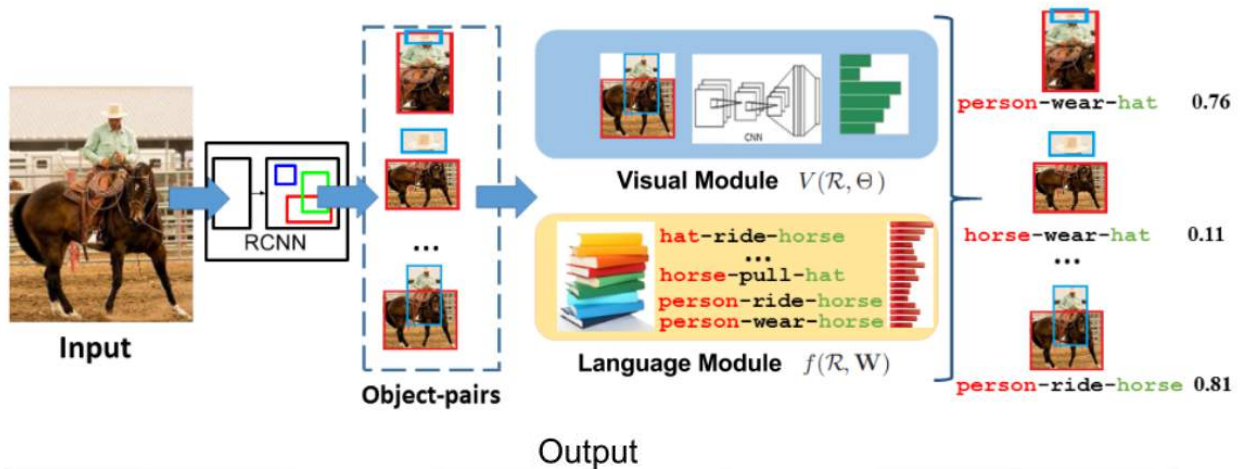 Input
RCNN
Object-pairs
...
CNN
Visual Module V(ℛ, Θ)
hat-ride-horse
...
horse-pull-hat
person-ride-horse
person-wear-horse
Language Module f(ℛ, W)
person-wear-hat 0.76
horse-wear-hat 0.11
...
person-ride-horse 0.81
Output